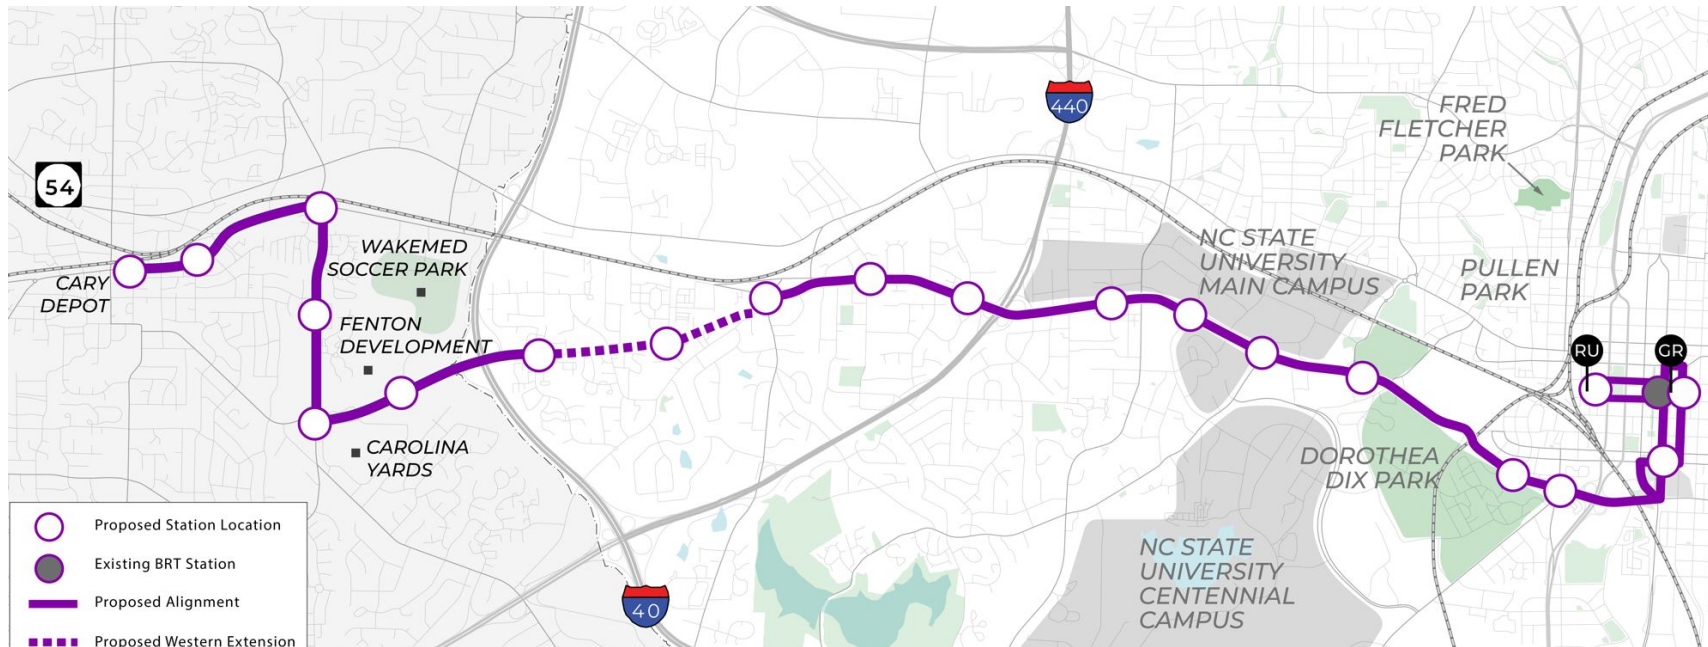 440
FRED
FLETCHER
PARK
54
NC STATE
UNIVERSITY
MAIN CAMPUS
WAKEMED
SOCCER PARK
PULLEN
PARK
CARY
DEPOT
FENTON
DEVELOPMENT
RU
GR
CAROLINA
YARDS
DOROTHEA
DIX PARK
Proposed Station Location
Existing BRT Station
Proposed Alignment
Proposed Western Extension
40
NC STATE
UNIVERSITY
CENTENNIAL
CAMPUS